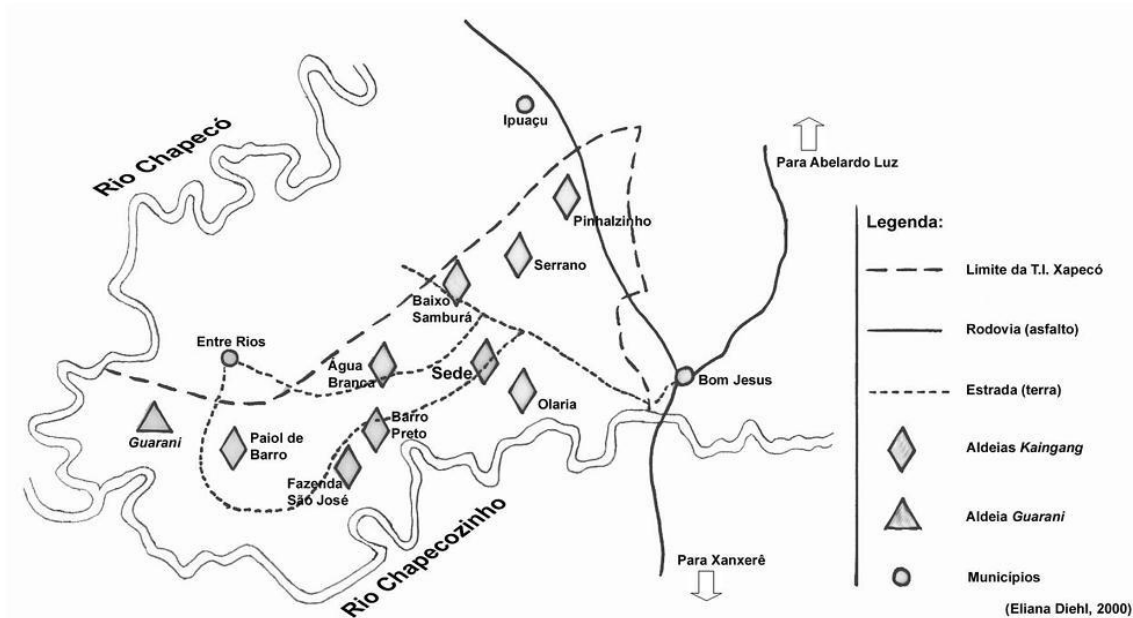 Rio Chapecó
Ipuaçu
Para Abelardo Luz
Pinhalzinho
Serrano
Baixo
Samburá
Entre Rios
Água
Branca
Sede
Bom Jesus
Olaria
Guarani
Paiol de
Barro
Barro
Preto
Fazenda
São José
Rio Chapecozinho
Para Xanxerê
Legenda:
Límite da T.I. Xapecó
Rodovia (asfalto)
Estrada (terra)
Aldeias Kaingang
Aldeia Guarani
Municípios
(Eliana Diehl, 2000)